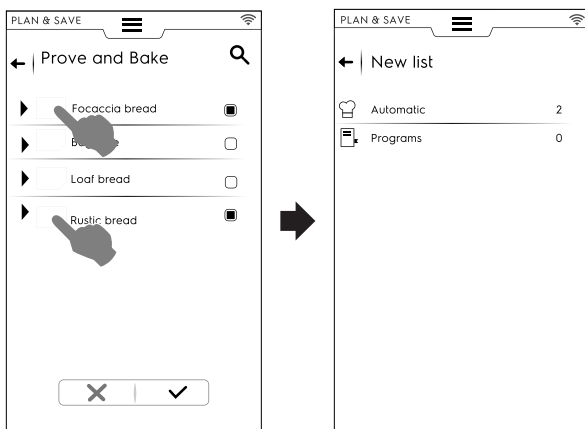 PLAN & SAVE
Prove and Bake
Focaccia bread
Loaf bread
Rustic bread
PLAN & SAVE
New list
Automatic 2
Programs 0